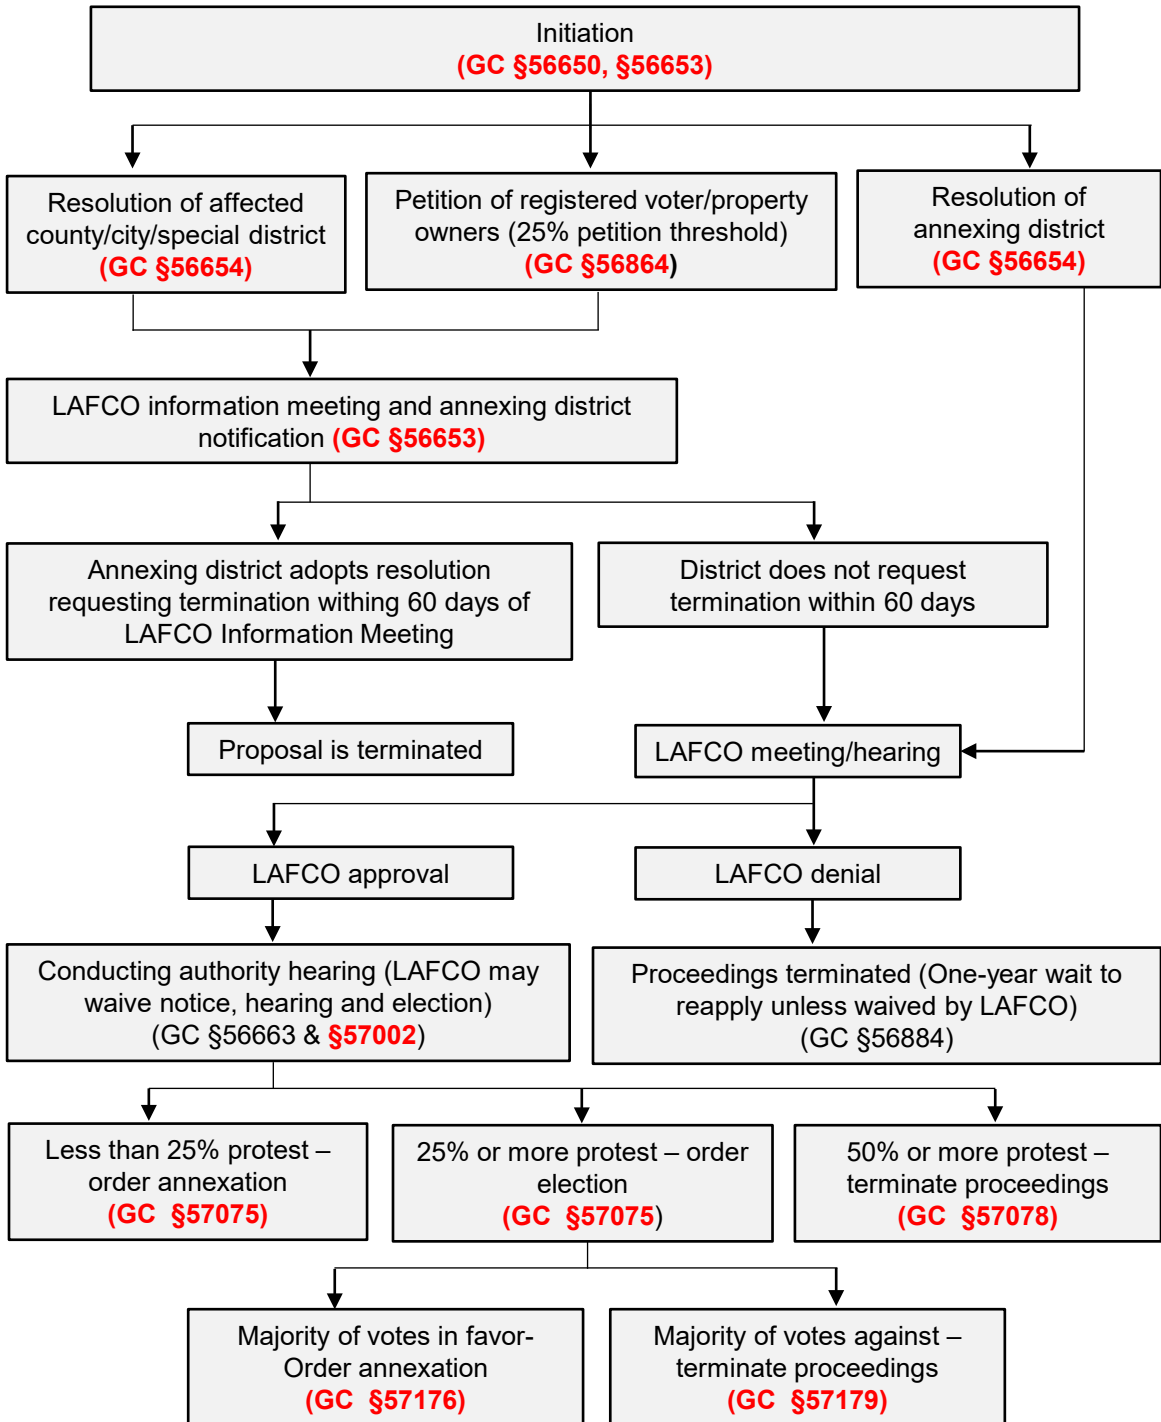 Initiation
(GC §56650, §56653)
Resolution of affected
county/city/special district
(GC §56654)
Petition of registered voter/property
owners (25% petition threshold)
(GC §56864)
Resolution of
annexing district
(GC §56654)
LAFCO information meeting and annexing district
notification (GC §56653)
Annexing district adopts resolution
requesting termination withing 60 days of
LAFCO Information Meeting
District does not request
termination within 60 days
Proposal is terminated
LAFCO meeting/hearing
LAFCO approval
LAFCO denial
Conducting authority hearing (LAFCO may
waive notice, hearing and election)
(GC §56663 & §57002)
Proceedings terminated (One-year wait to
reapply unless waived by LAFCO)
(GC §56884)
Less than 25% protest –
order annexation
(GC  §57075)
25% or more protest – order
election
(GC  §57075)
50% or more protest –
terminate proceedings
(GC  §57078)
Majority of votes in favor-
Order annexation
(GC  §57176)
Majority of votes against –
terminate proceedings
(GC  §57179)